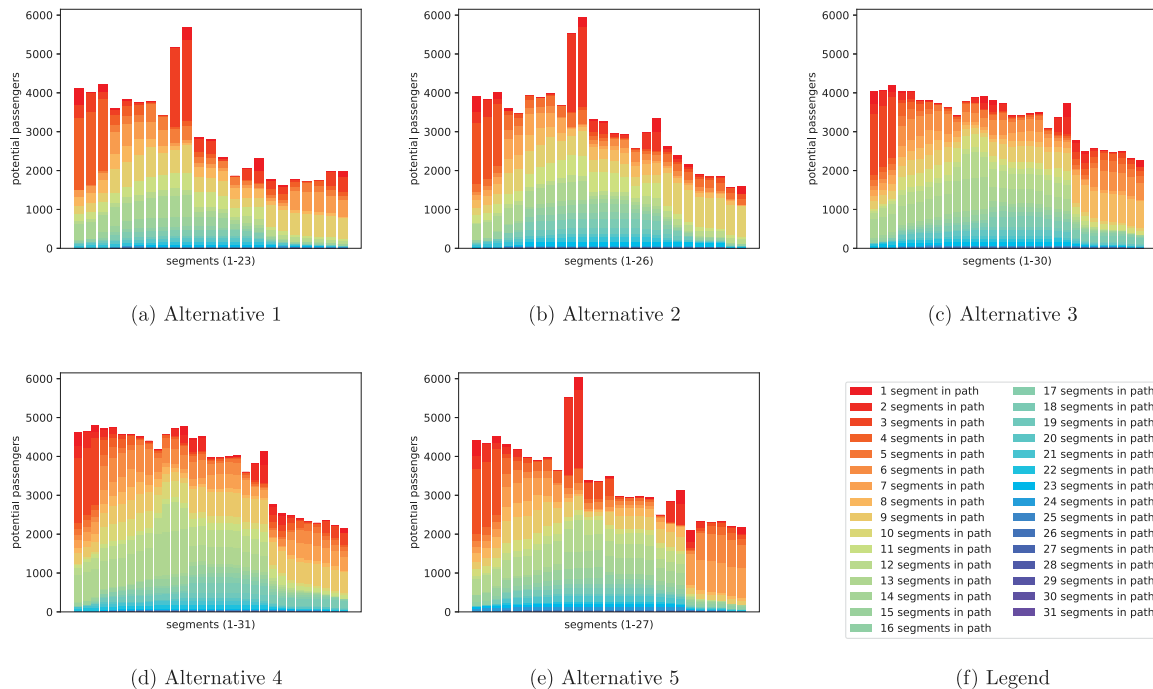 6000
5000
4000
3000
2000
1000
0
potential passengers
segments (1-23)
(a) Alternative 1
6000
5000
4000
3000
2000
1000
0
potential passengers
segments (1-26)
(b) Alternative 2
6000
5000
4000
3000
2000
1000
0
potential passengers
segments (1-30)
(c) Alternative 3
6000
5000
4000
3000
2000
1000
0
potential passengers
segments (1-31)
(d) Alternative 4
6000
5000
4000
3000
2000
1000
0
potential passengers
segments (1-27)
(e) Alternative 5
1 segment in path
2 segments in path
3 segments in path
4 segments in path
5 segments in path
6 segments in path
7 segments in path
8 segments in path
9 segments in path
10 segments in path
11 segments in path
12 segments in path
13 segments in path
14 segments in path
15 segments in path
16 segments in path
17 segments in path
18 segments in path
19 segments in path
20 segments in path
21 segments in path
22 segments in path
23 segments in path
24 segments in path
25 segments in path
26 segments in path
27 segments in path
28 segments in path
29 segments in path
30 segments in path
31 segments in path
(f) Legend